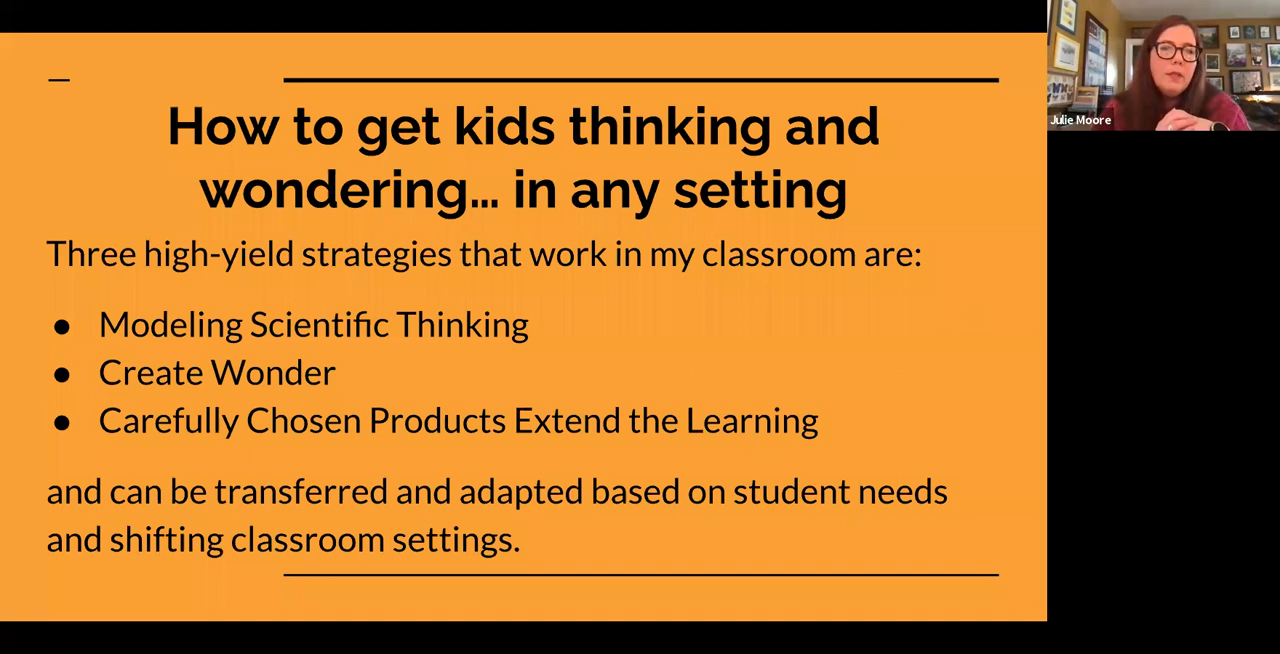 How to get kids thinking and
wondering... in any setting
Three high-yield strategies that work in my classroom are:
● Modeling Scientific Thinking
● Create Wonder
● Carefully Chosen Products Extend the Learning
and can be transferred and adapted based on student needs
and shifting classroom settings.
Julie Moore